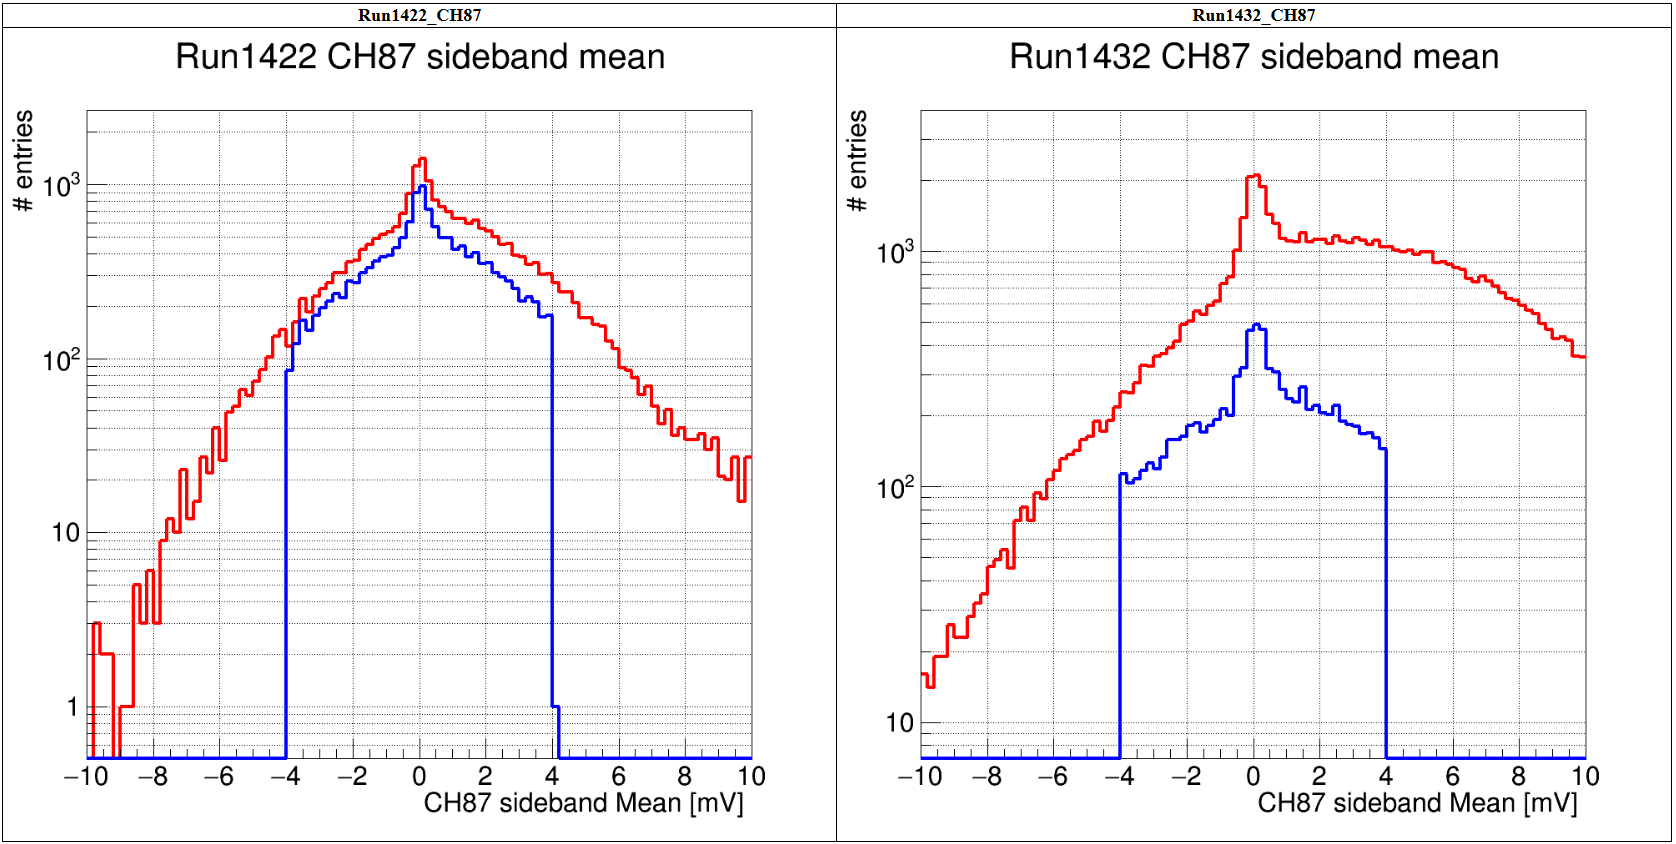 Run1422_CH87
Run1432_CH87
Run1422 CH87 sideband mean
# entries
10³
10²
10
1
−10 −8 −6 −4 −2 0 2 4 6 8 10
CH87 sideband Mean [mV]
Run1432 CH87 sideband mean
# entries
10³
10²
10
−10 −8 −6 −4 −2 0 2 4 6 8 10
CH87 sideband Mean [mV]